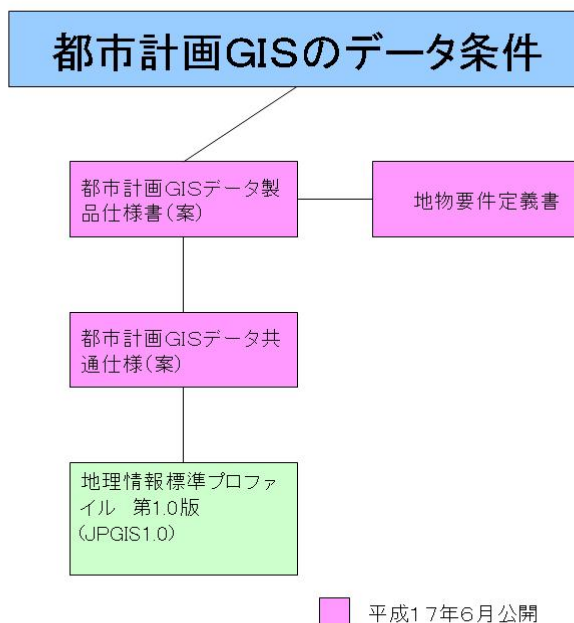 都市計画GISのデータ条件
都市計画GISデータ製
品仕様書(案)
地物要件定義書
都市計画GISデータ共
通仕様(案)
地理情報標準プロファ
イル 第1.0版
(JPGIS1.0)
平成17年6月公開